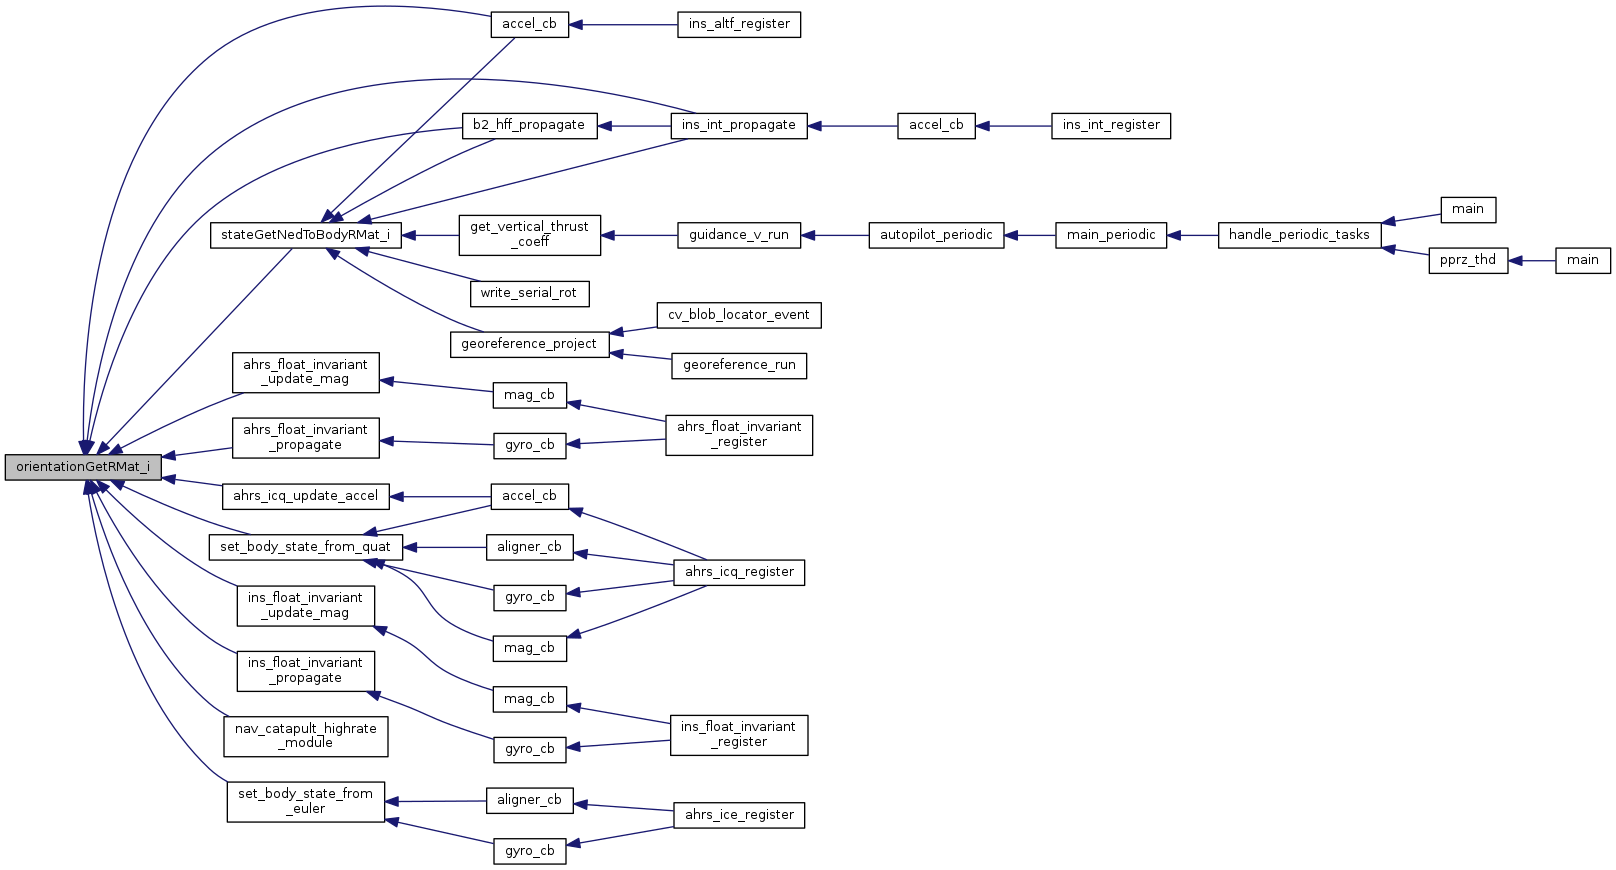 accel_cb
ins_altf_register
b2_hff_propagate
ins_int_propagate
accel_cb
ins_int_register
main
stateGetNedToBodyRMat_i
get_vertical_thrust
_coeff
guidance_v_run
autopilot_periodic
main_periodic
handle_periodic_tasks
pprz_thd
main
write_serial_rot
cv_blob_locator_event
georeference_project
georeference_run
ahrs_float_invariant
_update_mag
mag_cb
ahrs_float_invariant
_propagate
gyro_cb
ahrs_float_invariant
_register
orientationGetRMat_i
ahrs_icq_update_accel
accel_cb
set_body_state_from_quat
aligner_cb
ahrs_icq_register
gyro_cb
ins_float_invariant
_update_mag
mag_cb
ins_float_invariant
_propagate
mag_cb
nav_catapult_highrate
_module
gyro_cb
ins_float_invariant
_register
set_body_state_from
_euler
aligner_cb
ahrs_ice_register
gyro_cb